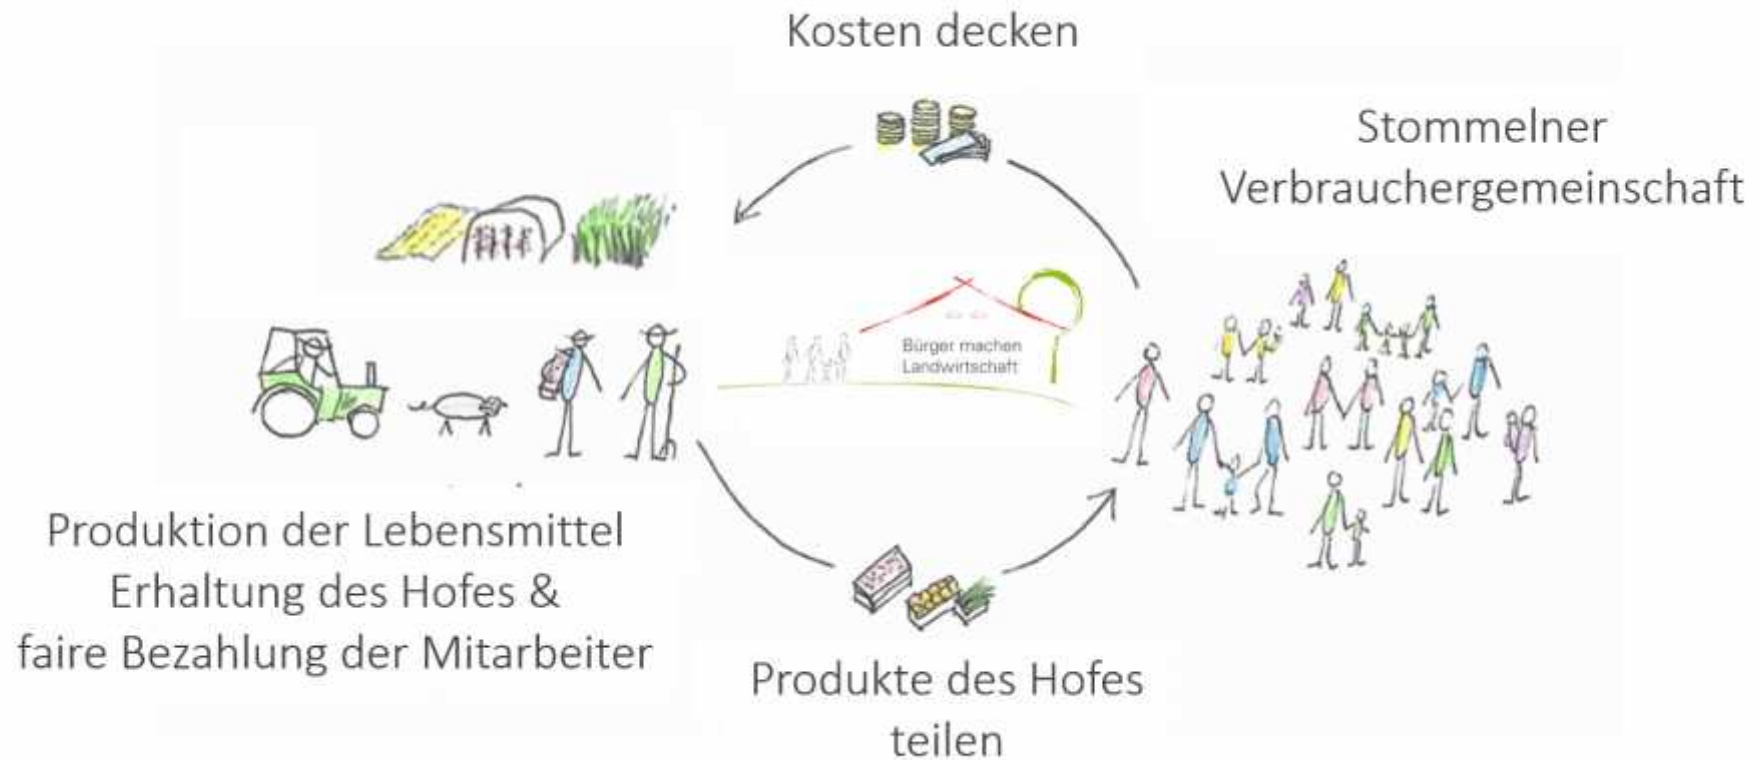 Kosten decken
Stommelner
Verbrauchergemeinschaft
Bürger machen
Landwirtschaft
Produktion der Lebensmittel
Erhaltung des Hofes &
faire Bezahlung der Mitarbeiter
Produkte des Hofes
teilen